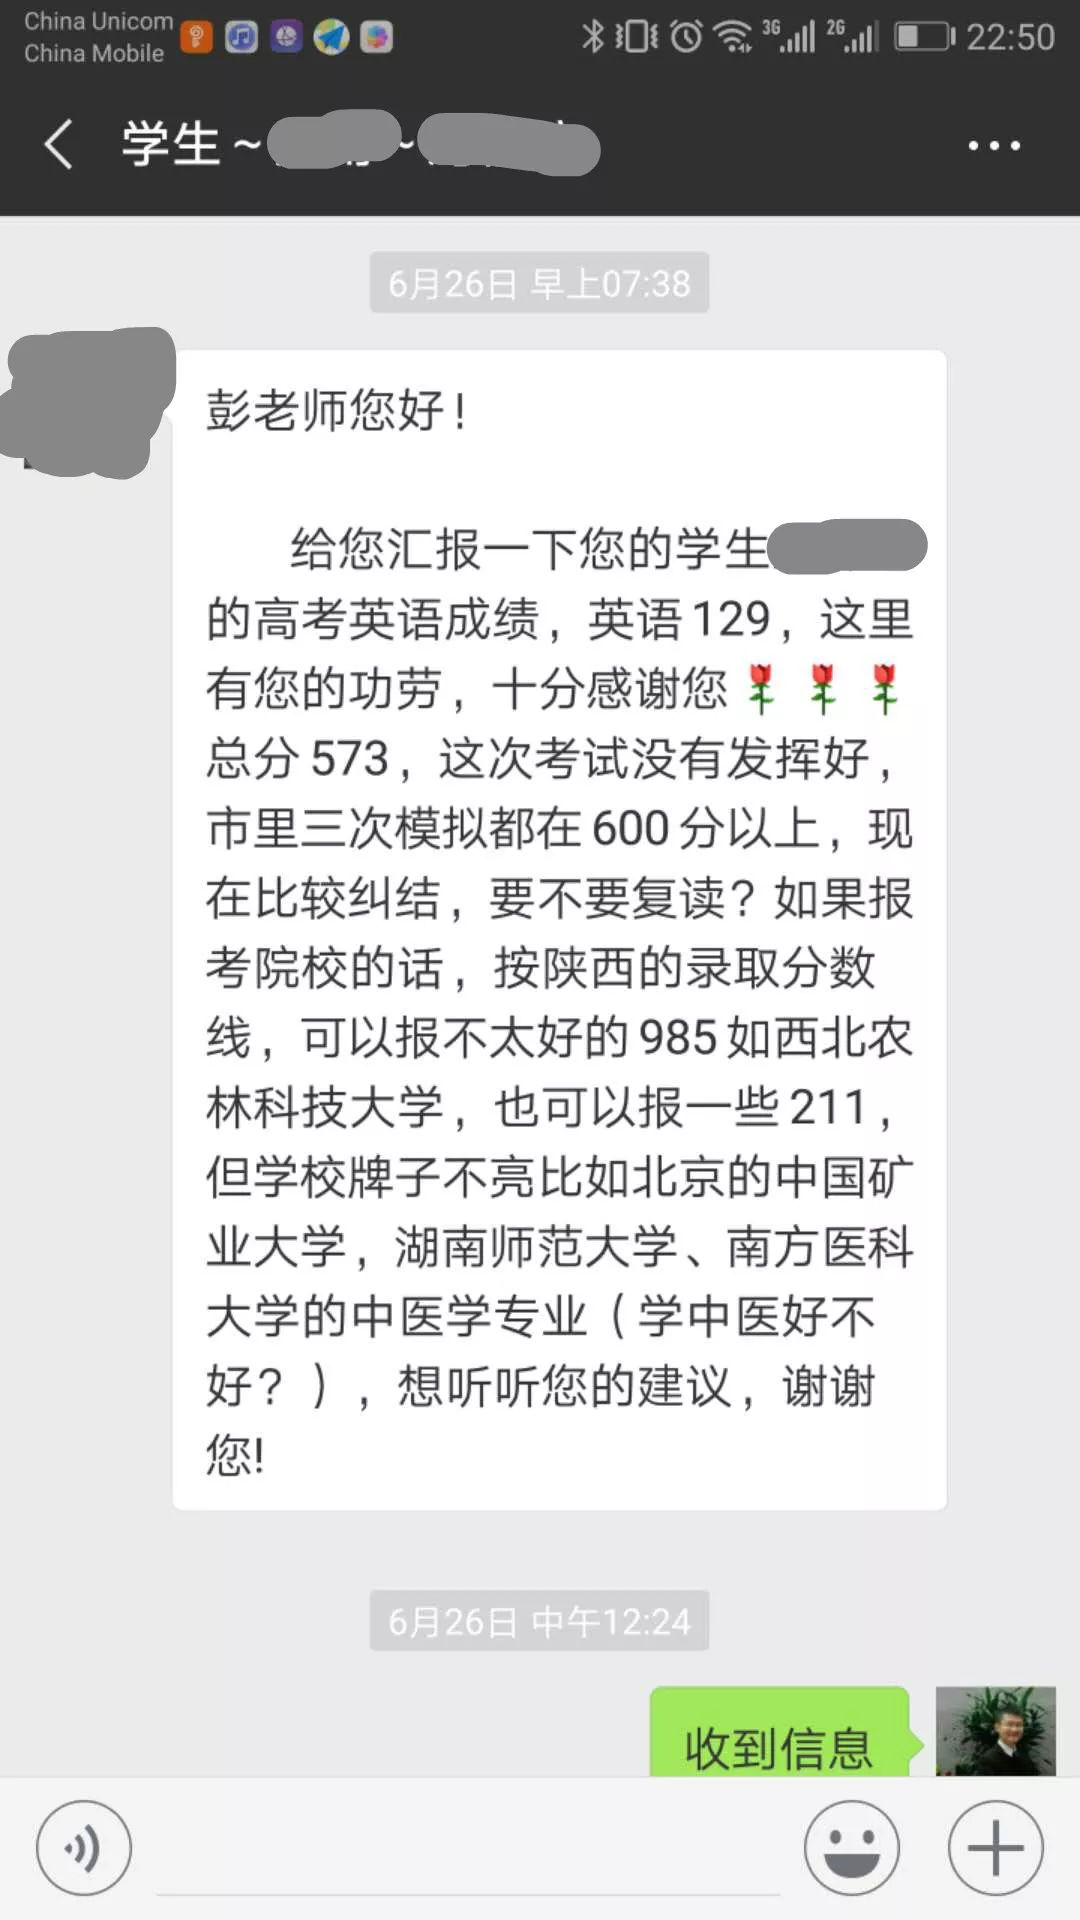 China Unicom
China Mobile
3G 2G 22:50
学生~ ~
6月26日 早上07:38
彭老师您好!
给您汇报一下您的学生
的高考英语成绩，英语129，这里
有您的功劳，十分感谢您🌹🌹🌹
总分573，这次考试没有发挥好，
市里三次模拟都在600分以上，现
在比较纠结，要不要复读？如果报
考院校的话，按陕西的录取分数
线，可以报不太好的985如西北农
林科技大学，也可以报一些211，
但学校牌子不亮比如北京的中国矿
业大学，湖南师范大学、南方医科
大学的中医学专业（学中医好不
好？），想听听您的建议，谢谢
您!
6月26日 中午12:24
收到信息